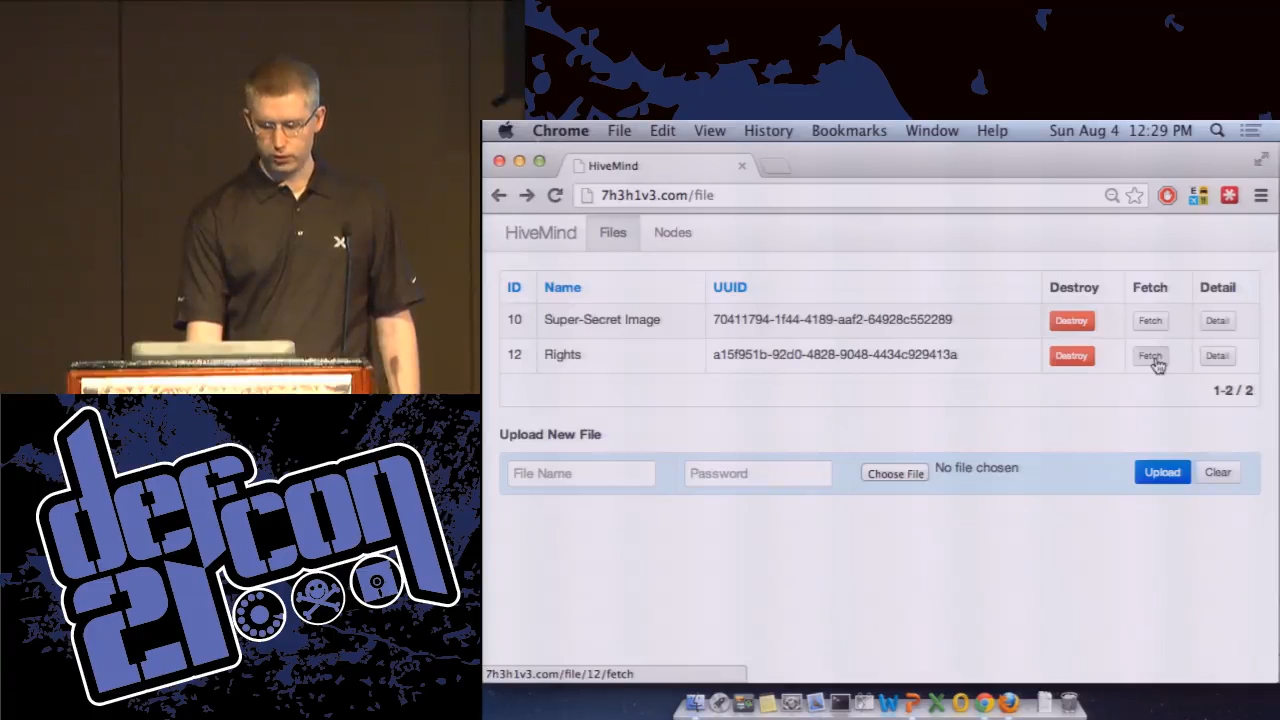 Chrome File Edit View History Bookmarks Window Help Sun Aug 4 12:29 PM
HiveMind
7h3h1v3.com/file
HiveMind Files Nodes
ID Name UUID Destroy Fetch Detail
10 Super-Secret Image 70411794-1f44-4189-aaf2-64928c552289 Destroy Fetch Detail
12 Rights a15f951b-92d0-4828-9048-4434c929413a Destroy Fetch Detail
1-2 / 2
Upload New File
File Name Password Choose File No file chosen Upload Clear
7h3h1v3.com/file/12/fetch
defcon
21